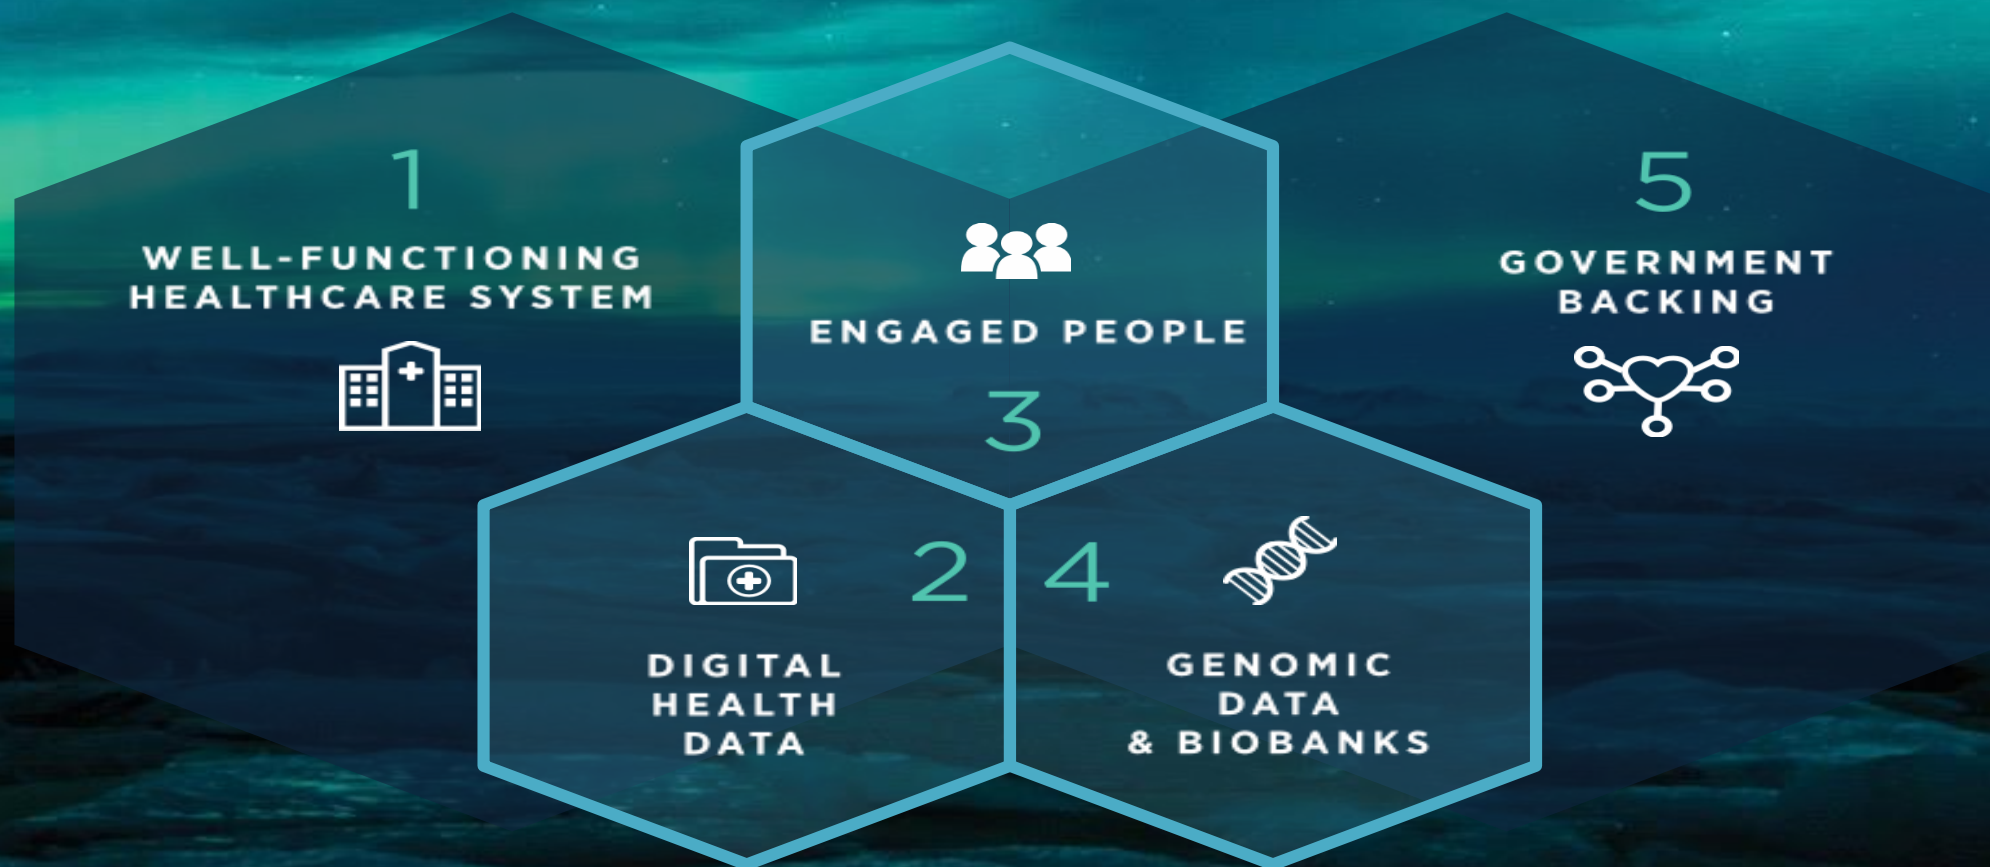 1
WELL-FUNCTIONING
HEALTHCARE SYSTEM
ENGAGED PEOPLE
3
5
GOVERNMENT
BACKING
2
DIGITAL
HEALTH
DATA
4
GENOMIC
DATA
& BIOBANKS